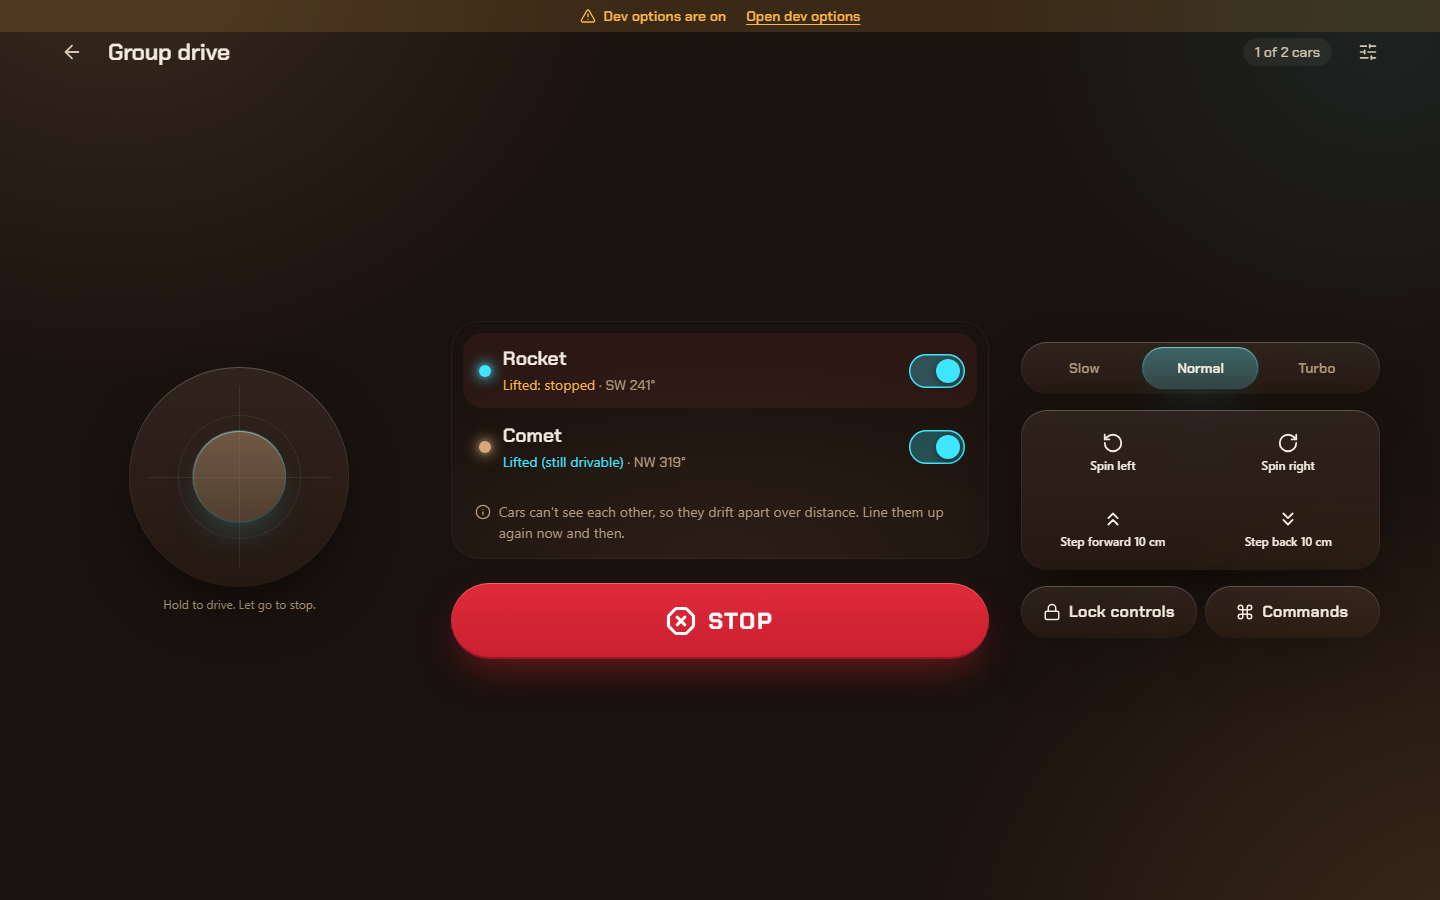 Dev options are on Open dev options
Group drive
1 of 2 cars
Rocket
Lifted: stopped · SW 241°
Comet
Lifted (still drivable) · NW 319°
Cars can't see each other, so they drift apart over distance. Line them up
again now and then.
STOP
Hold to drive. Let go to stop.
Slow Normal Turbo
Spin left Spin right
Step forward 10 cm Step back 10 cm
Lock controls Commands